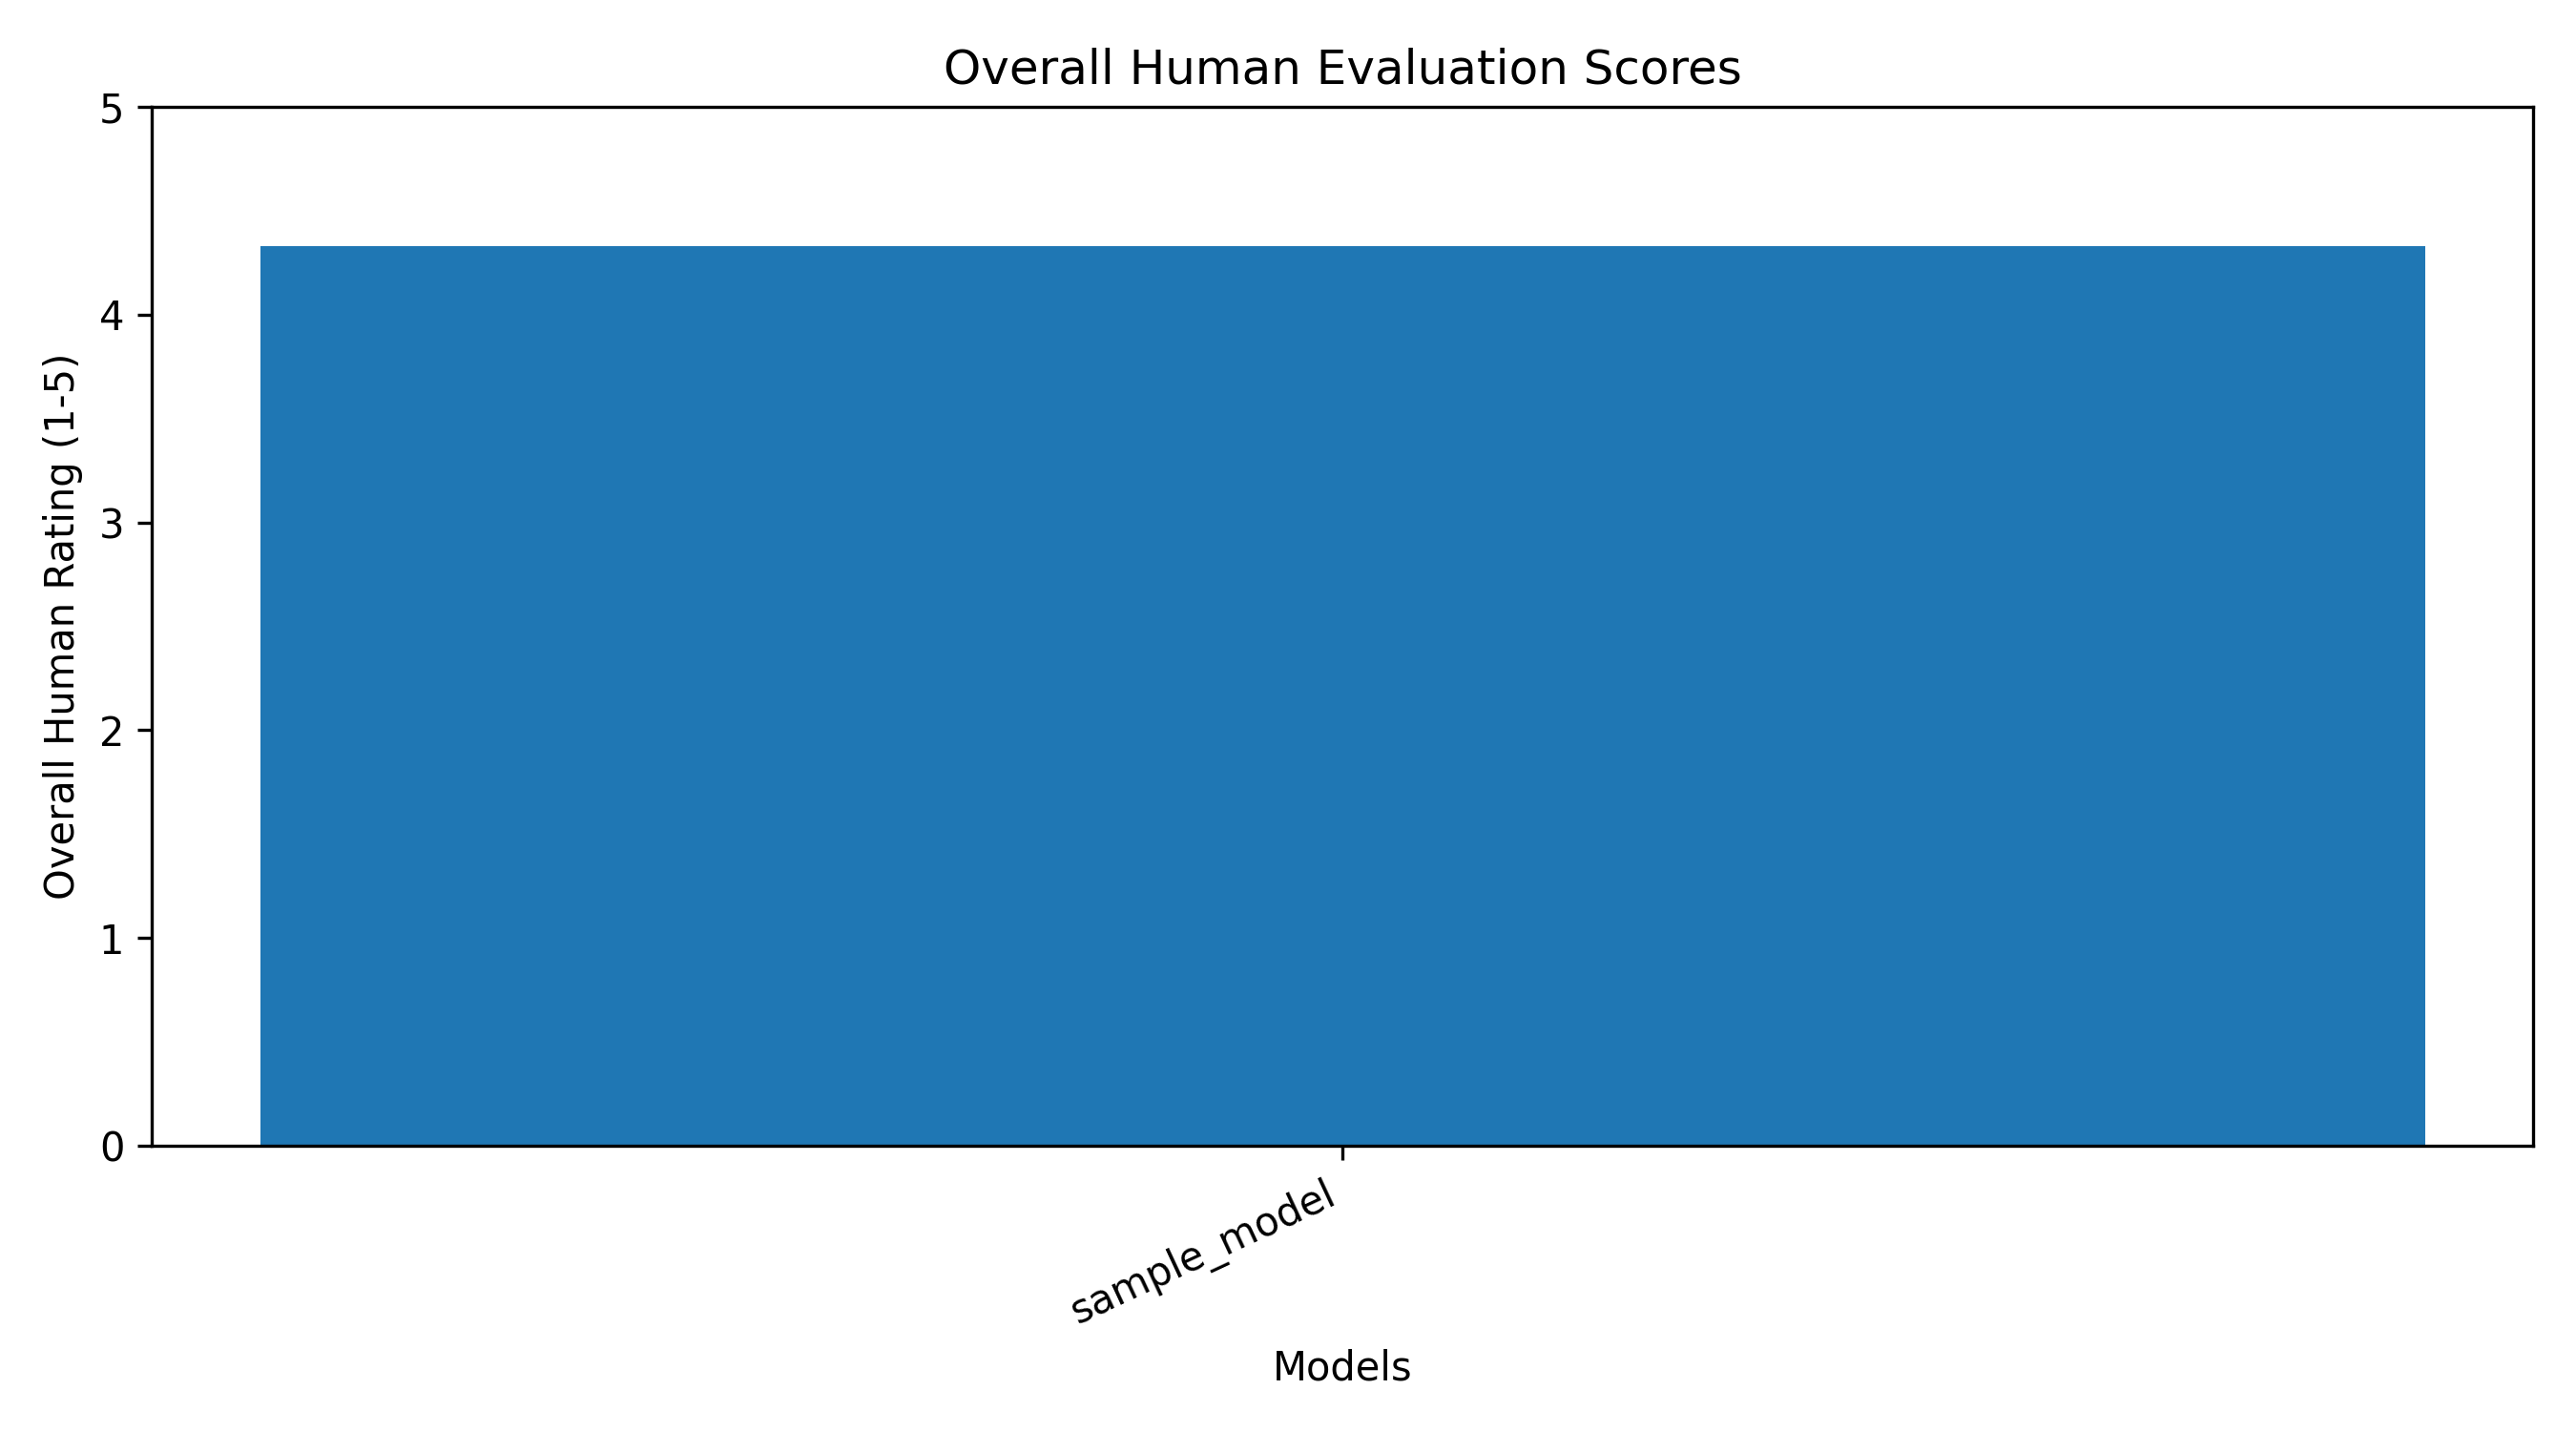 Overall Human Evaluation Scores
5
4
3
2
1
0
Overall Human Rating (1-5)
sample_model
Models